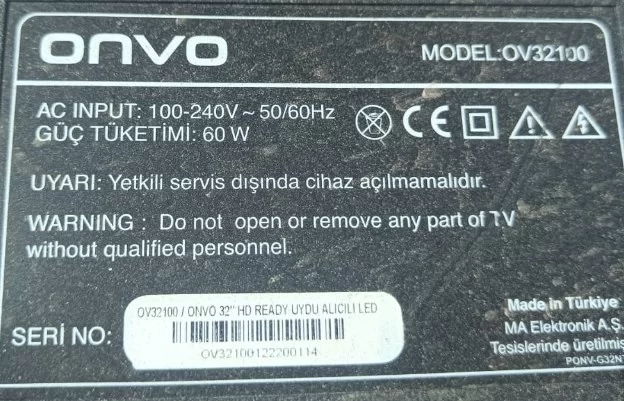 ONVO
MODEL:OV32100
AC INPUT: 100-240V ~ 50/60Hz
GÜÇ TÜKETİMİ: 60 W
CE
UYARI: Yetkili servis dışında cihaz açılmamalıdır.
WARNING : Do not open or remove any part of TV
without qualified personnel.
OV32100 / ONVO 32" HD READY UYDU ALICILI LED
SERİ NO:
OV32100122200114
Made in Türkiye
MA Elektronik A.Ş.
Tesislerinde üretilmiş